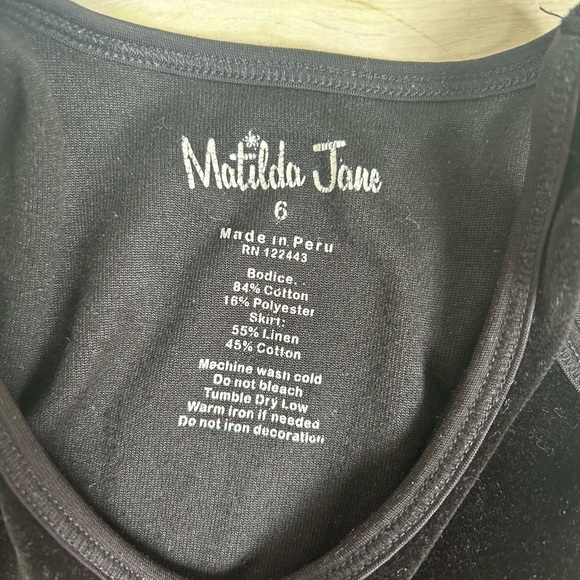 Matilda Jane
6
Made in Peru
RN 122443
Bodice:
84% Cotton
16% Polyester
Skirt:
55% Linen
45% Cotton
Machine wash cold
Do not bleach
Tumble Dry Low
Warm iron if needed
Do not iron decoration